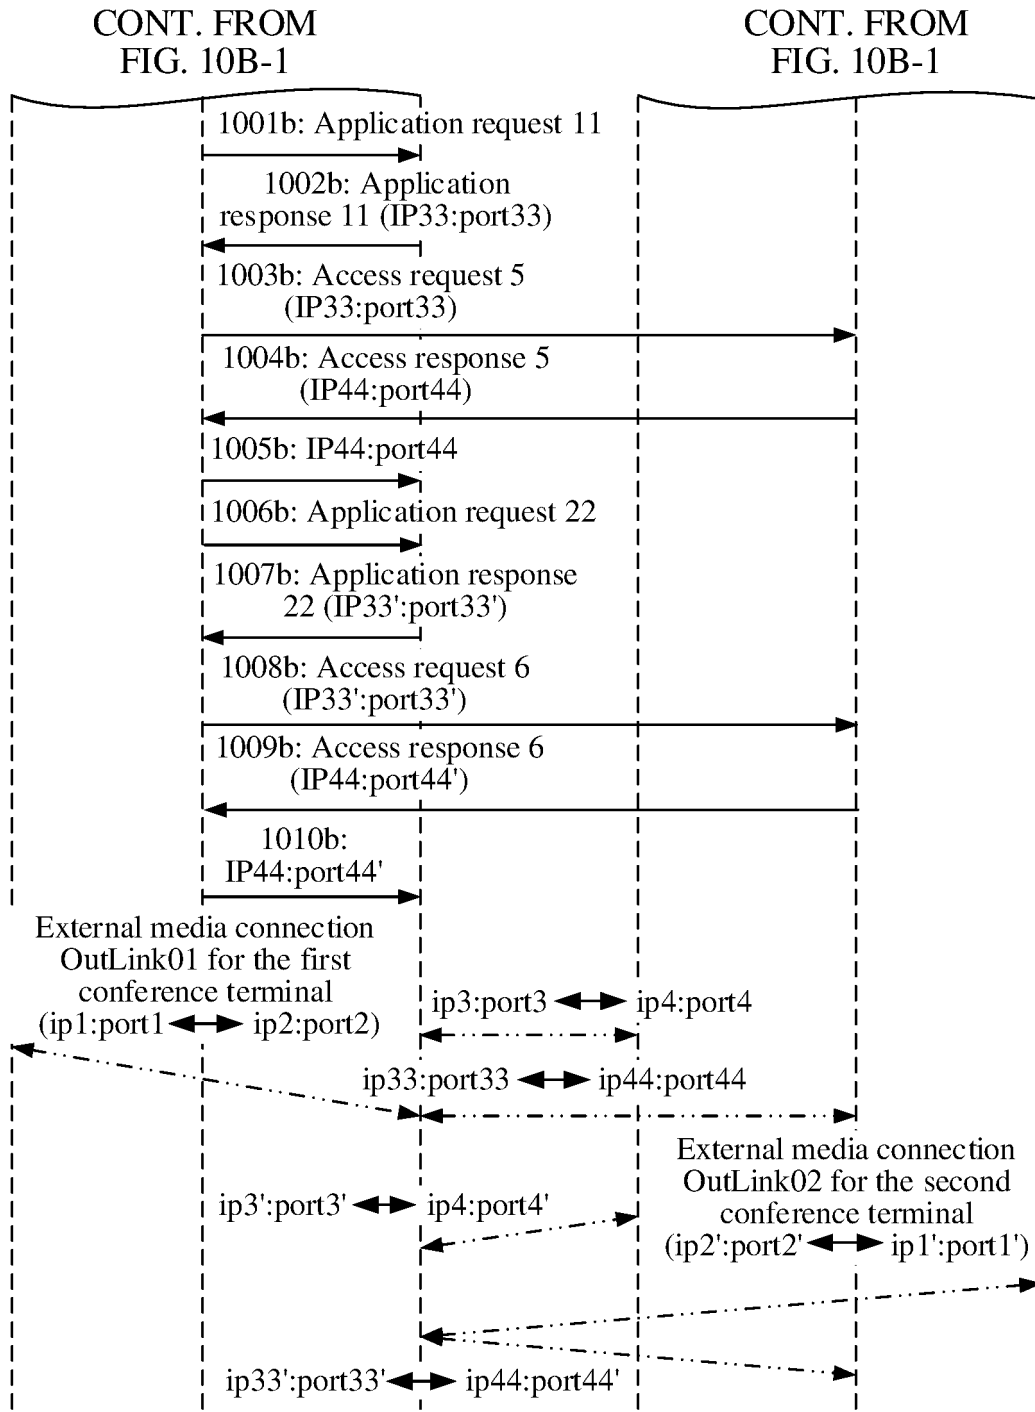 CONT. FROM
FIG. 10B-1
CONT. FROM
FIG. 10B-1
1001b: Application request 11
1002b: Application
response 11 (IP33:port33)
1003b: Access request 5
(IP33:port33)
1004b: Access response 5
(IP44:port44)
1005b: IP44:port44
1006b: Application request 22
1007b: Application response
22 (IP33':port33')
1008b: Access request 6
(IP33':port33')
1009b: Access response 6
(IP44:port44')
1010b:
IP44:port44'
External media connection
OutLink01 for the first
conference terminal
(ip1:port1 ip2:port2)
ip3:port3 ip4:port4
ip33:port33 ip44:port44
External media connection
OutLink02 for the second
conference terminal
(ip2':port2' ip1':port1')
ip3':port3' ip4:port4'
ip33':port33' ip44:port44'